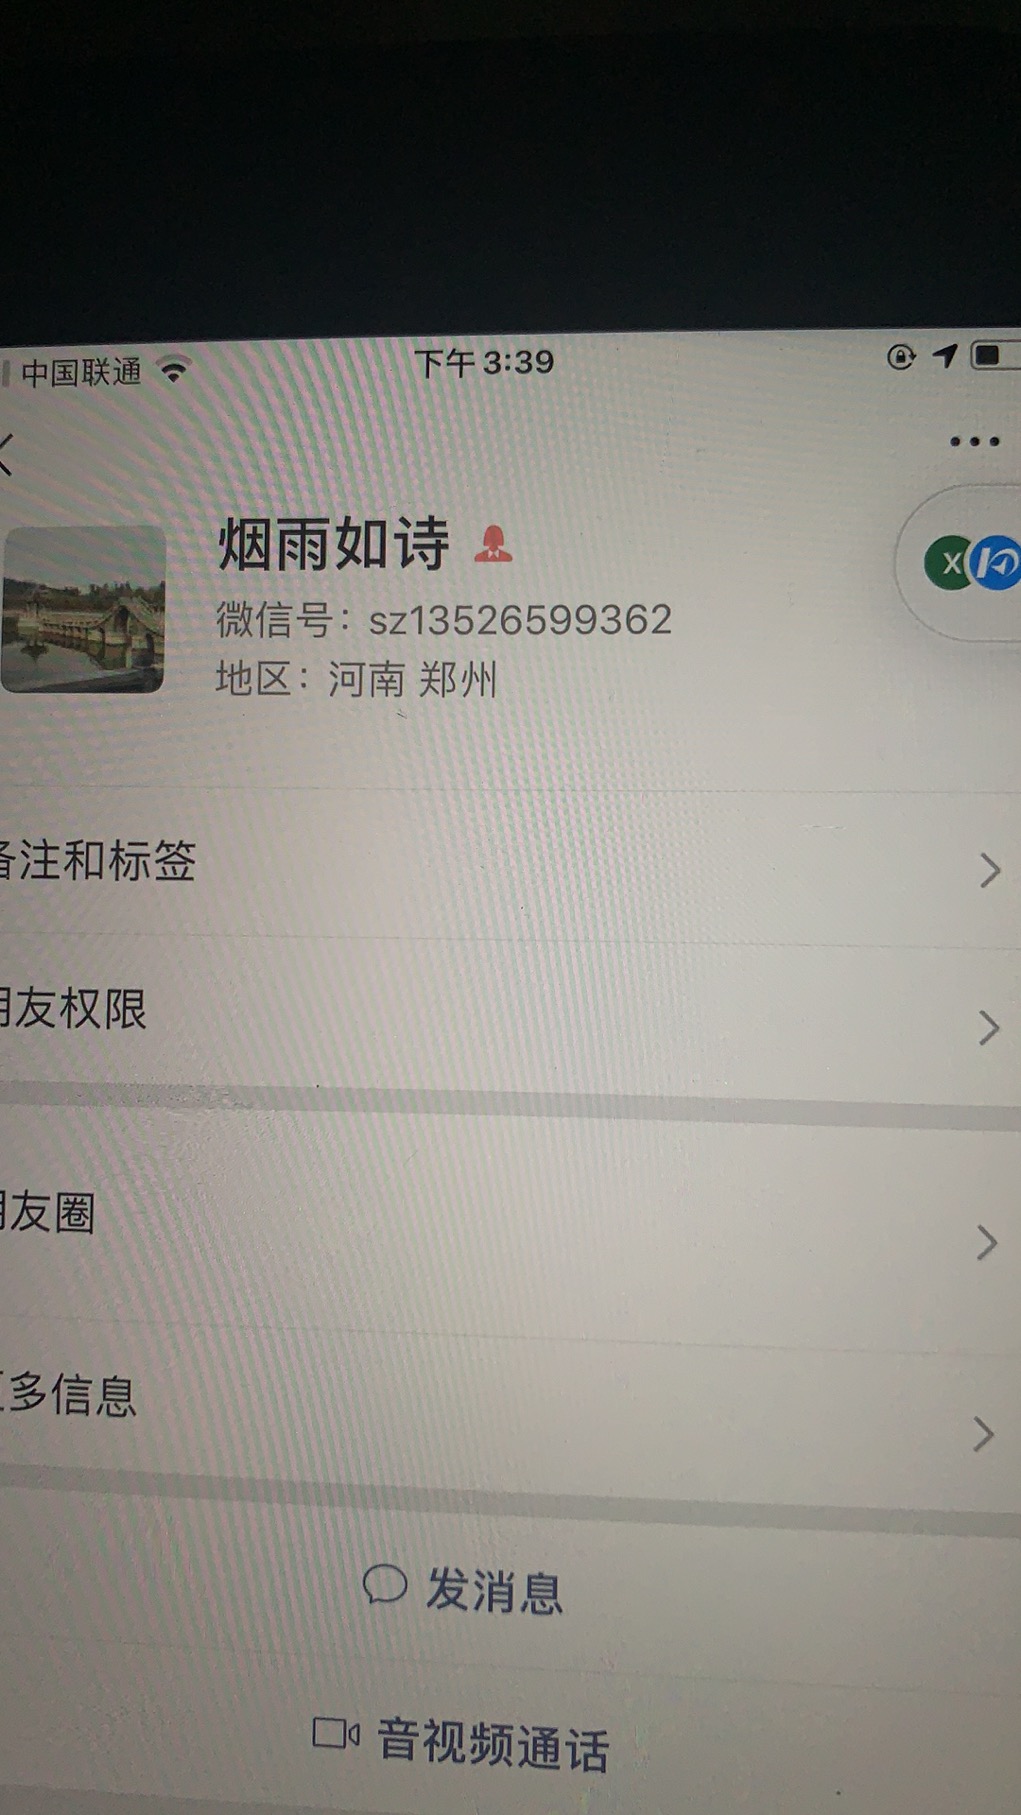 中国联通
下午3:39
烟雨如诗
微信号：sz13526599362
地区：河南 郑州
备注和标签
朋友权限
朋友圈
更多信息
发消息
音视频通话